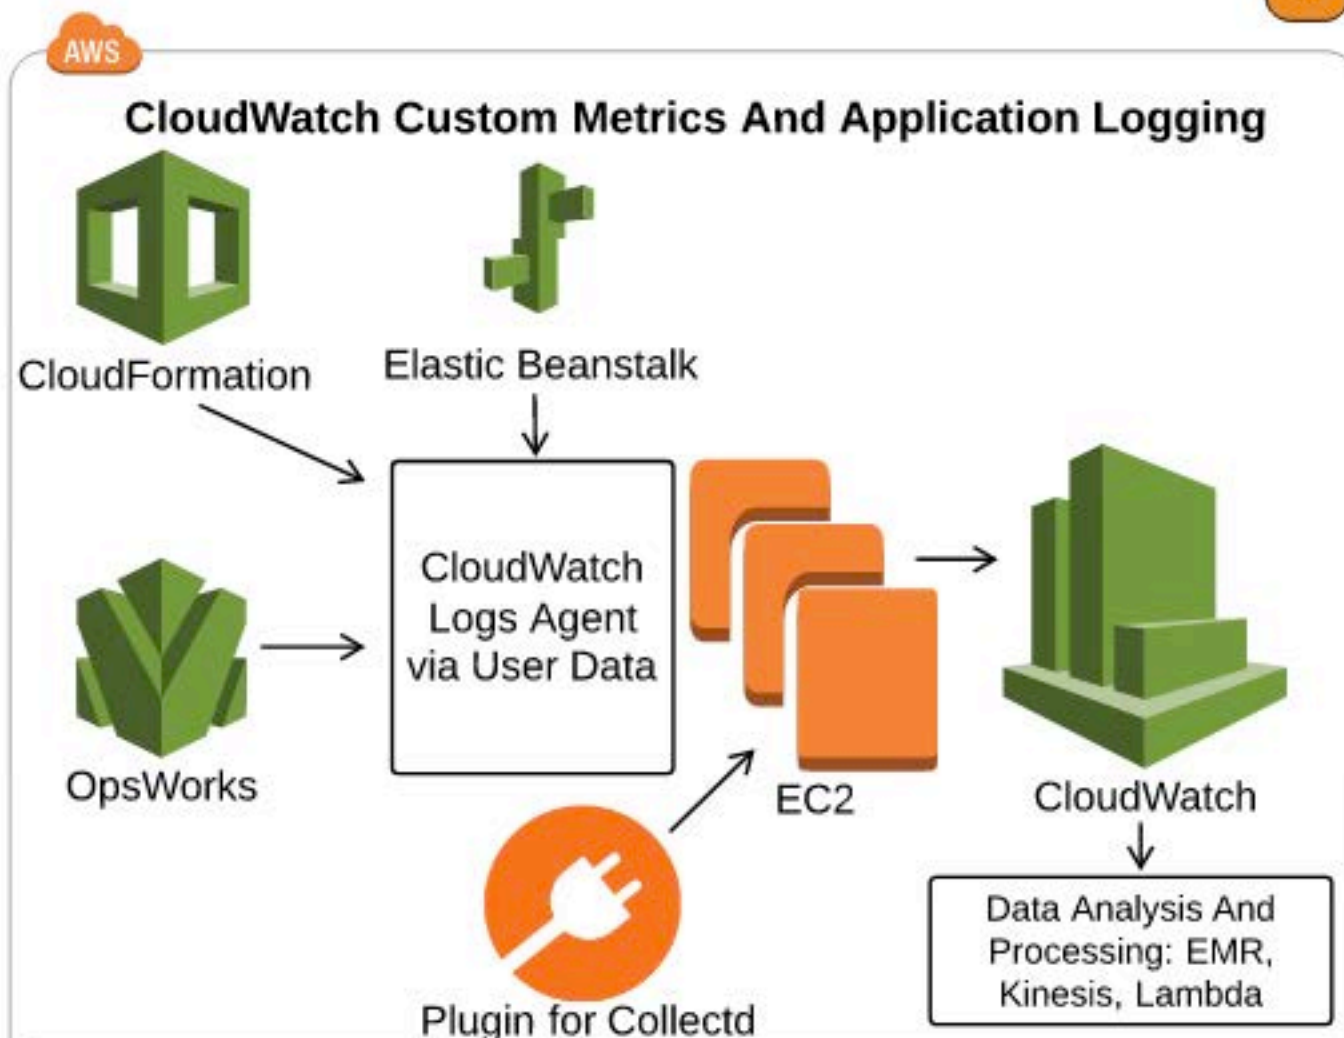 AWS
CloudWatch Custom Metrics And Application Logging
CloudFormation
Elastic Beanstalk
CloudWatch
Logs Agent
via User Data
OpsWorks
EC2
CloudWatch
Data Analysis And
Processing: EMR,
Kinesis, Lambda
Plugin for Collectd